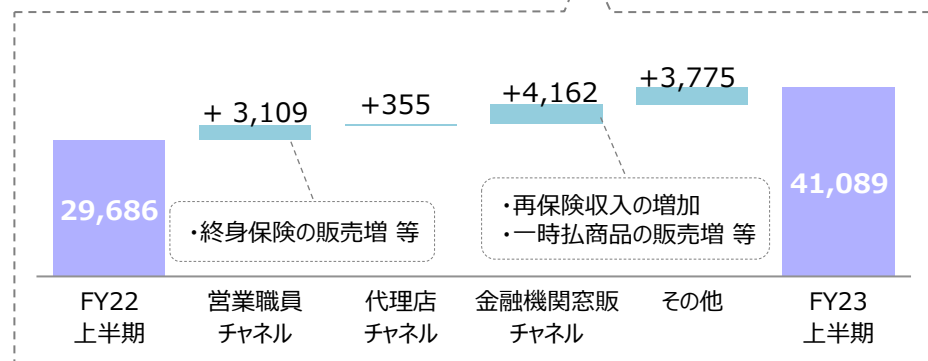 + 3,109
+355
+4,162
+3,775
29,686
41,089
・終身保険の販売増 等
・再保険収入の増加
・一時払商品の販売増 等
FY22
上半期
営業職員
チャネル
代理店
チャネル
金融機関窓販
チャネル
その他
FY23
上半期